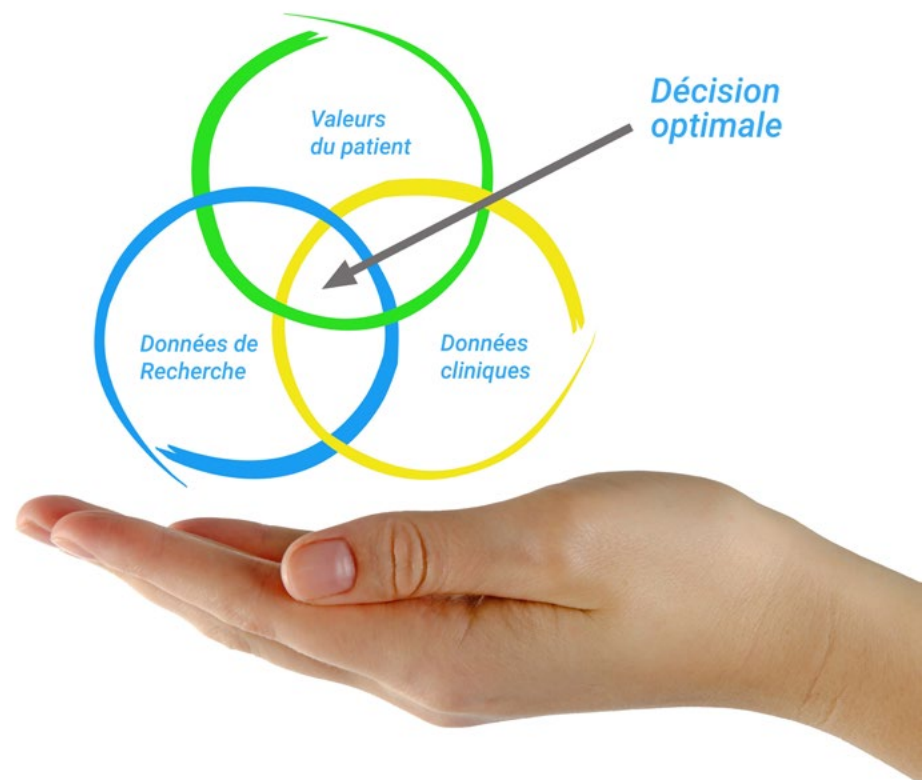 Valeurs
du patient
Décision
optimale
Données de
Recherche
Données
cliniques